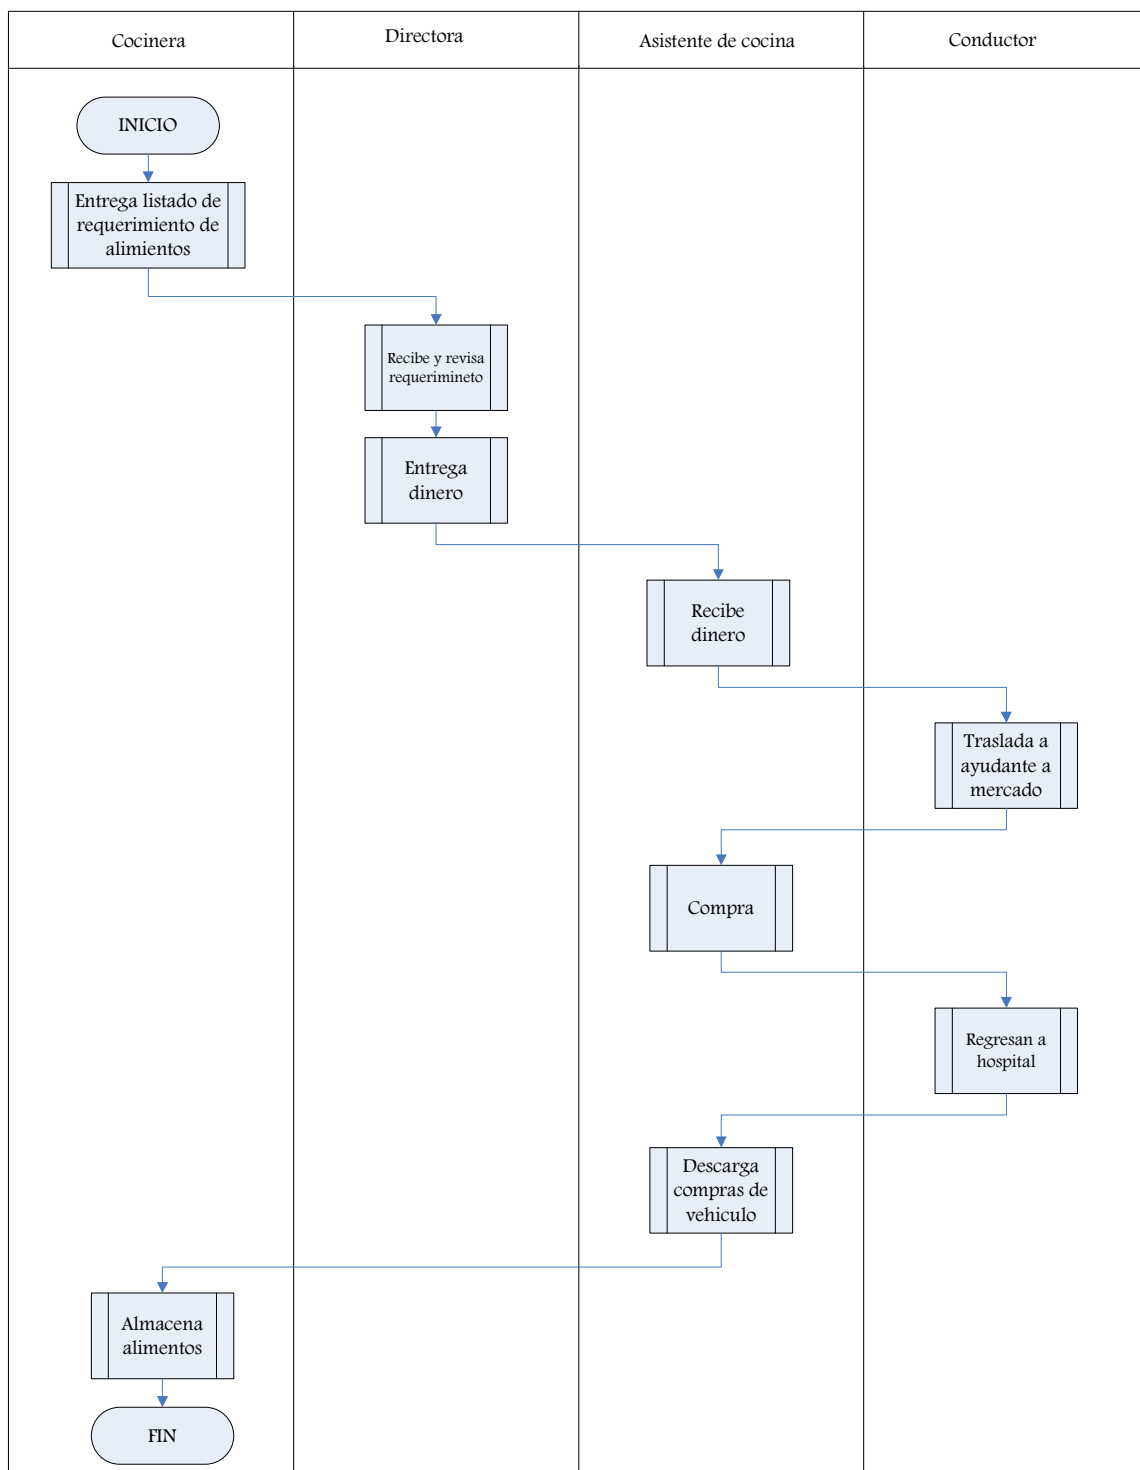 Cocinera
Directora
Asistente de cocina
Conductor
INICIO
Entrega listado de
requerimiento de
alimientos
Recibe y revisa
requerimineto
Entrega
dinero
Recibe
dinero
Traslada a
ayudante a
mercado
Compra
Regresan a
hospital
Descarga
compras de
vehiculo
Almacena
alimentos
FIN